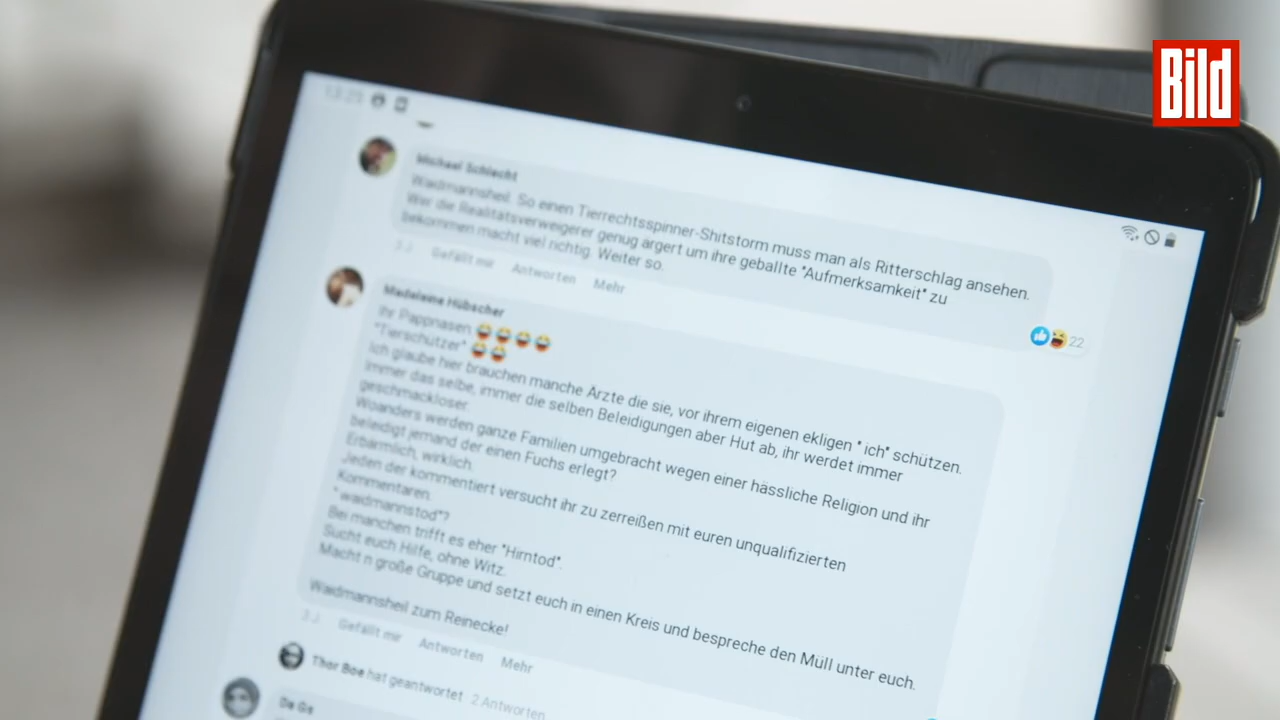 Bild
13:29
Michael Schlecht
Waidmannsheil. So einen Tierrechtsspinner-Shitstorm muss man als Ritterschlag ansehen.
Wer die Realitätsverweigerer genug ärgert um ihre geballte "Aufmerksamkeit" zu
bekommen macht viel richtig. Weiter so.
3 J. Gefällt mir Antworten Mehr
22
Madeleine Hübscher
Ihr Pappnasen 😂😂😂😂
"Tierschützer" 😂😂
Ich glaube hier brauchen manche Ärzte die sie, vor ihrem eigenen ekligen " ich" schützen.
Immer das selbe, immer die selben Beleidigungen aber Hut ab, ihr werdet immer
geschmackloser.
Woanders werden ganze Familien umgebracht wegen einer hässliche Religion und ihr
beleidigt jemand der einen Fuchs erlegt?
Erbärmlich, wirklich.
Jeden der kommentiert versucht ihr zu zerreißen mit euren unqualifizierten
Kommentaren.
" waidmannstod"?
Bei manchen trifft es eher "Hirntod".
Sucht euch Hilfe, ohne Witz.
Macht n große Gruppe und setzt euch in einen Kreis und bespreche den Müll unter euch.
Waidmannsheil zum Reinecke!
3 J. Gefällt mir Antworten Mehr
Thor Boe hat geantwortet · 2 Antworten
Da Gs